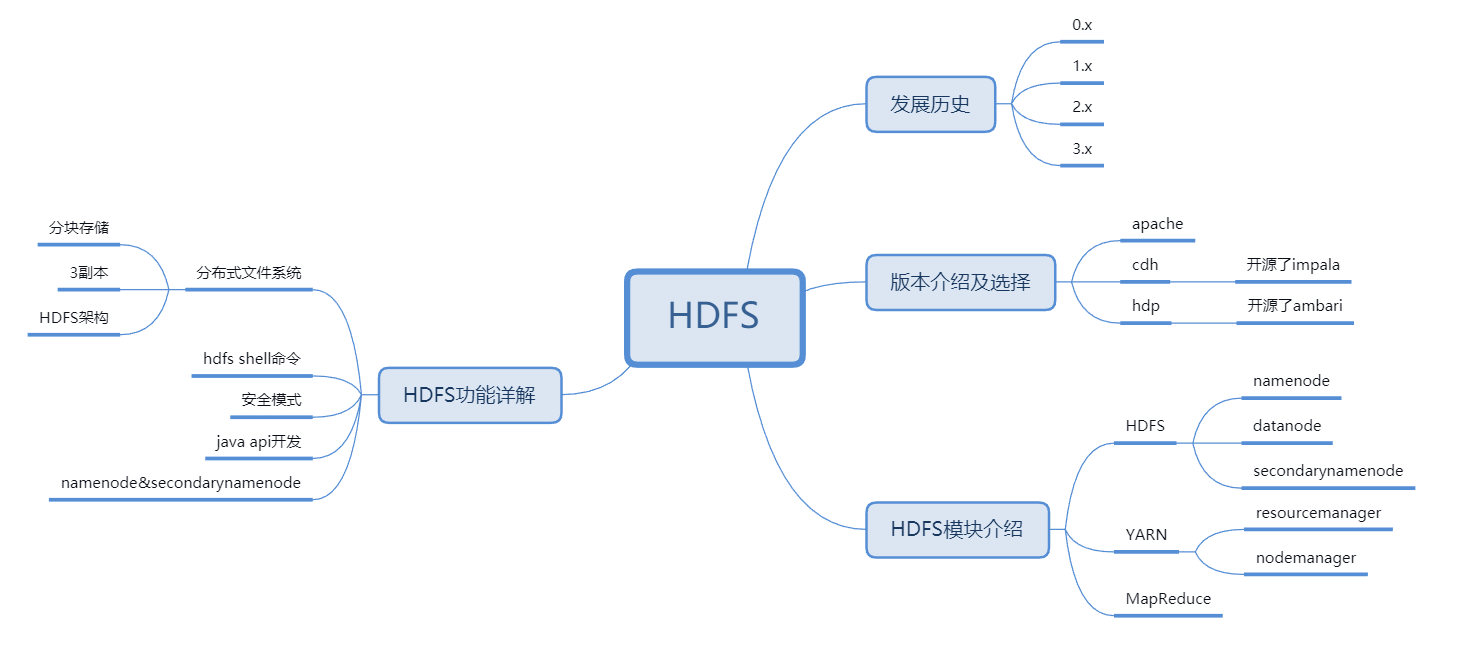 HDFS
发展历史
0.x
1.x
2.x
3.x
版本介绍及选择
apache
cdh
开源了impala
hdp
开源了ambari
HDFS模块介绍
HDFS
namenode
datanode
secondarynamenode
YARN
resourcemanager
nodemanager
MapReduce
HDFS功能详解
分布式文件系统
分块存储
3副本
HDFS架构
hdfs shell命令
安全模式
java api开发
namenode&secondarynamenode